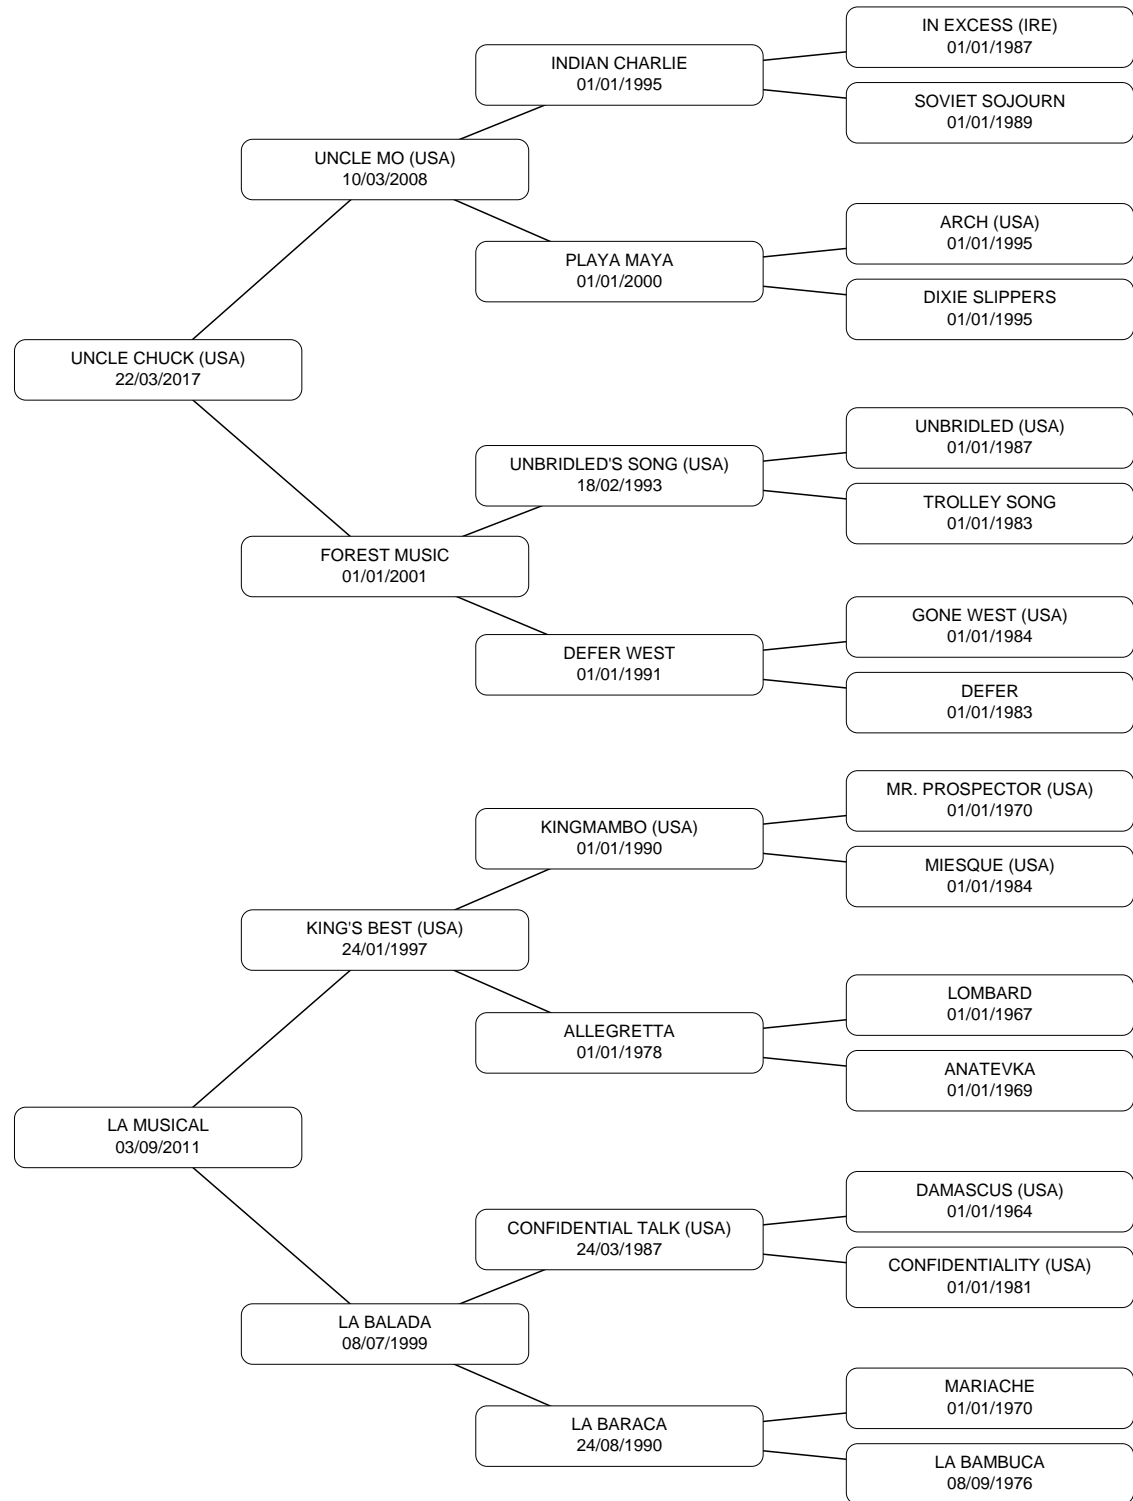 IN EXCESS (IRE)
01/01/1987
INDIAN CHARLIE
01/01/1995
SOVIET SOJOURN
01/01/1989
UNCLE MO (USA)
10/03/2008
ARCH (USA)
01/01/1995
PLAYA MAYA
01/01/2000
DIXIE SLIPPERS
01/01/1995
UNCLE CHUCK (USA)
22/03/2017
UNBRIDLED (USA)
01/01/1987
UNBRIDLED'S SONG (USA)
18/02/1993
TROLLEY SONG
01/01/1983
FOREST MUSIC
01/01/2001
GONE WEST (USA)
01/01/1984
DEFER WEST
01/01/1991
DEFER
01/01/1983
MR. PROSPECTOR (USA)
01/01/1970
KINGMAMBO (USA)
01/01/1990
MIESQUE (USA)
01/01/1984
KING'S BEST (USA)
24/01/1997
LOMBARD
01/01/1967
ALLEGRETTA
01/01/1978
ANATEVKA
01/01/1969
LA MUSICAL
03/09/2011
DAMASCUS (USA)
01/01/1964
CONFIDENTIAL TALK (USA)
24/03/1987
CONFIDENTIALITY (USA)
01/01/1981
LA BALADA
08/07/1999
MARIACHE
01/01/1970
LA BARACA
24/08/1990
LA BAMBUCA
08/09/1976